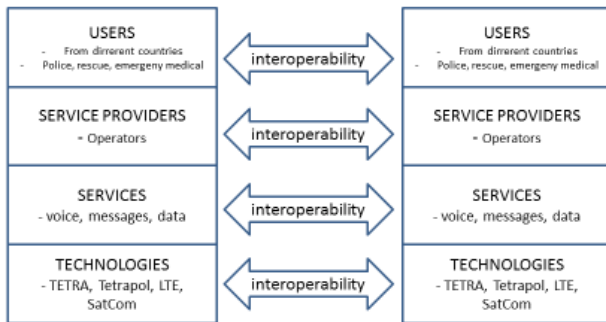 USERS
- From dirrerent countries
- Police, rescue, emergeny medical
SERVICE PROVIDERS
- Operators
SERVICES
- voice, messages, data
TECHNOLOGIES
- TETRA, Tetrapol, LTE,
SatCom
interoperability
interoperability
interoperability
interoperability
USERS
- From dirrerent countries
- Police, rescue, emergeny medical
SERVICE PROVIDERS
- Operators
SERVICES
- voice, messages, data
TECHNOLOGIES
- TETRA, Tetrapol, LTE,
SatCom